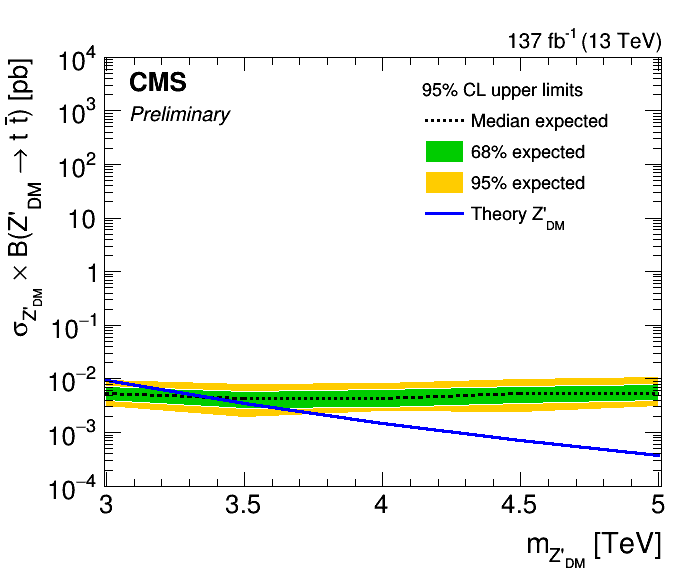 137 fb⁻¹ (13 TeV)
CMS
Preliminary
95% CL upper limits
Median expected
68% expected
95% expected
Theory Z'DM
σZ'DM × B(Z'DM → t t̄) [pb]
10⁴
10³
10²
10
1
10⁻¹
10⁻²
10⁻³
10⁻⁴
3 3.5 4 4.5 5
mZ'DM [TeV]